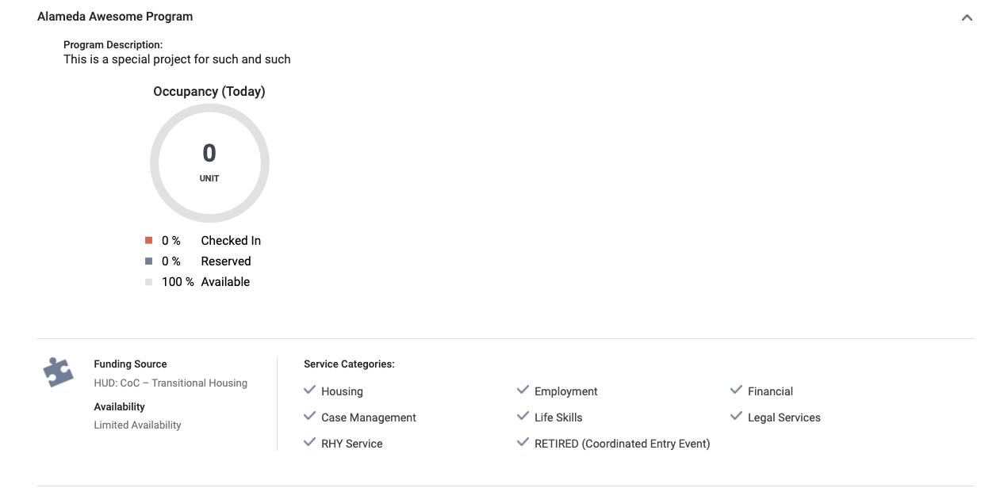 Alameda Awesome Program
Program Description:
This is a special project for such and such
Occupancy (Today)
0
UNIT
0 % Checked In
0 % Reserved
100 % Available
Funding Source
HUD: CoC – Transitional Housing
Availability
Limited Availability
Service Categories:
Housing Employment Financial
Case Management Life Skills Legal Services
RHY Service RETIRED (Coordinated Entry Event)